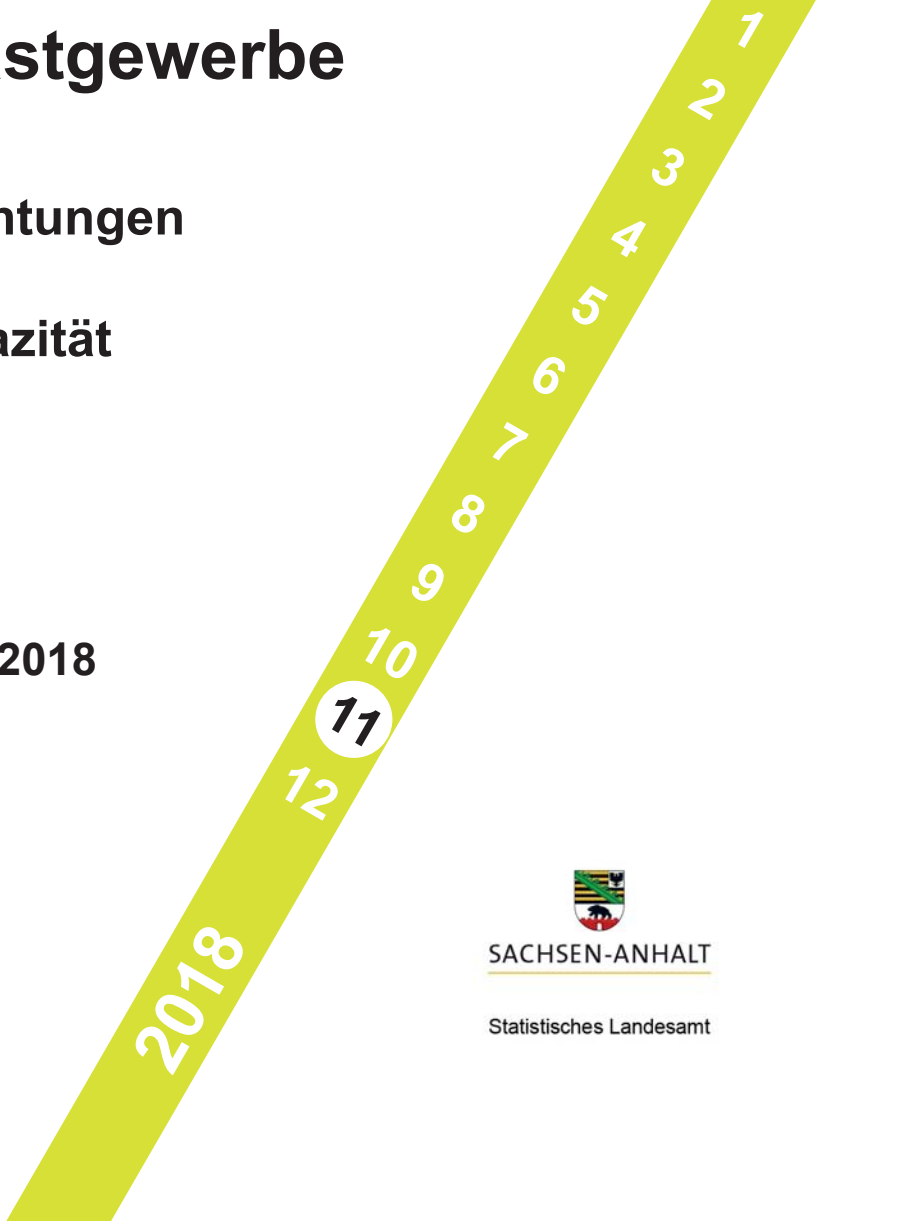 stgewerbe
ntungen
azität
2018
1
2
3
4
5
6
7
8
9
10
11
12
2018
SACHSEN-ANHALT
Statistisches Landesamt